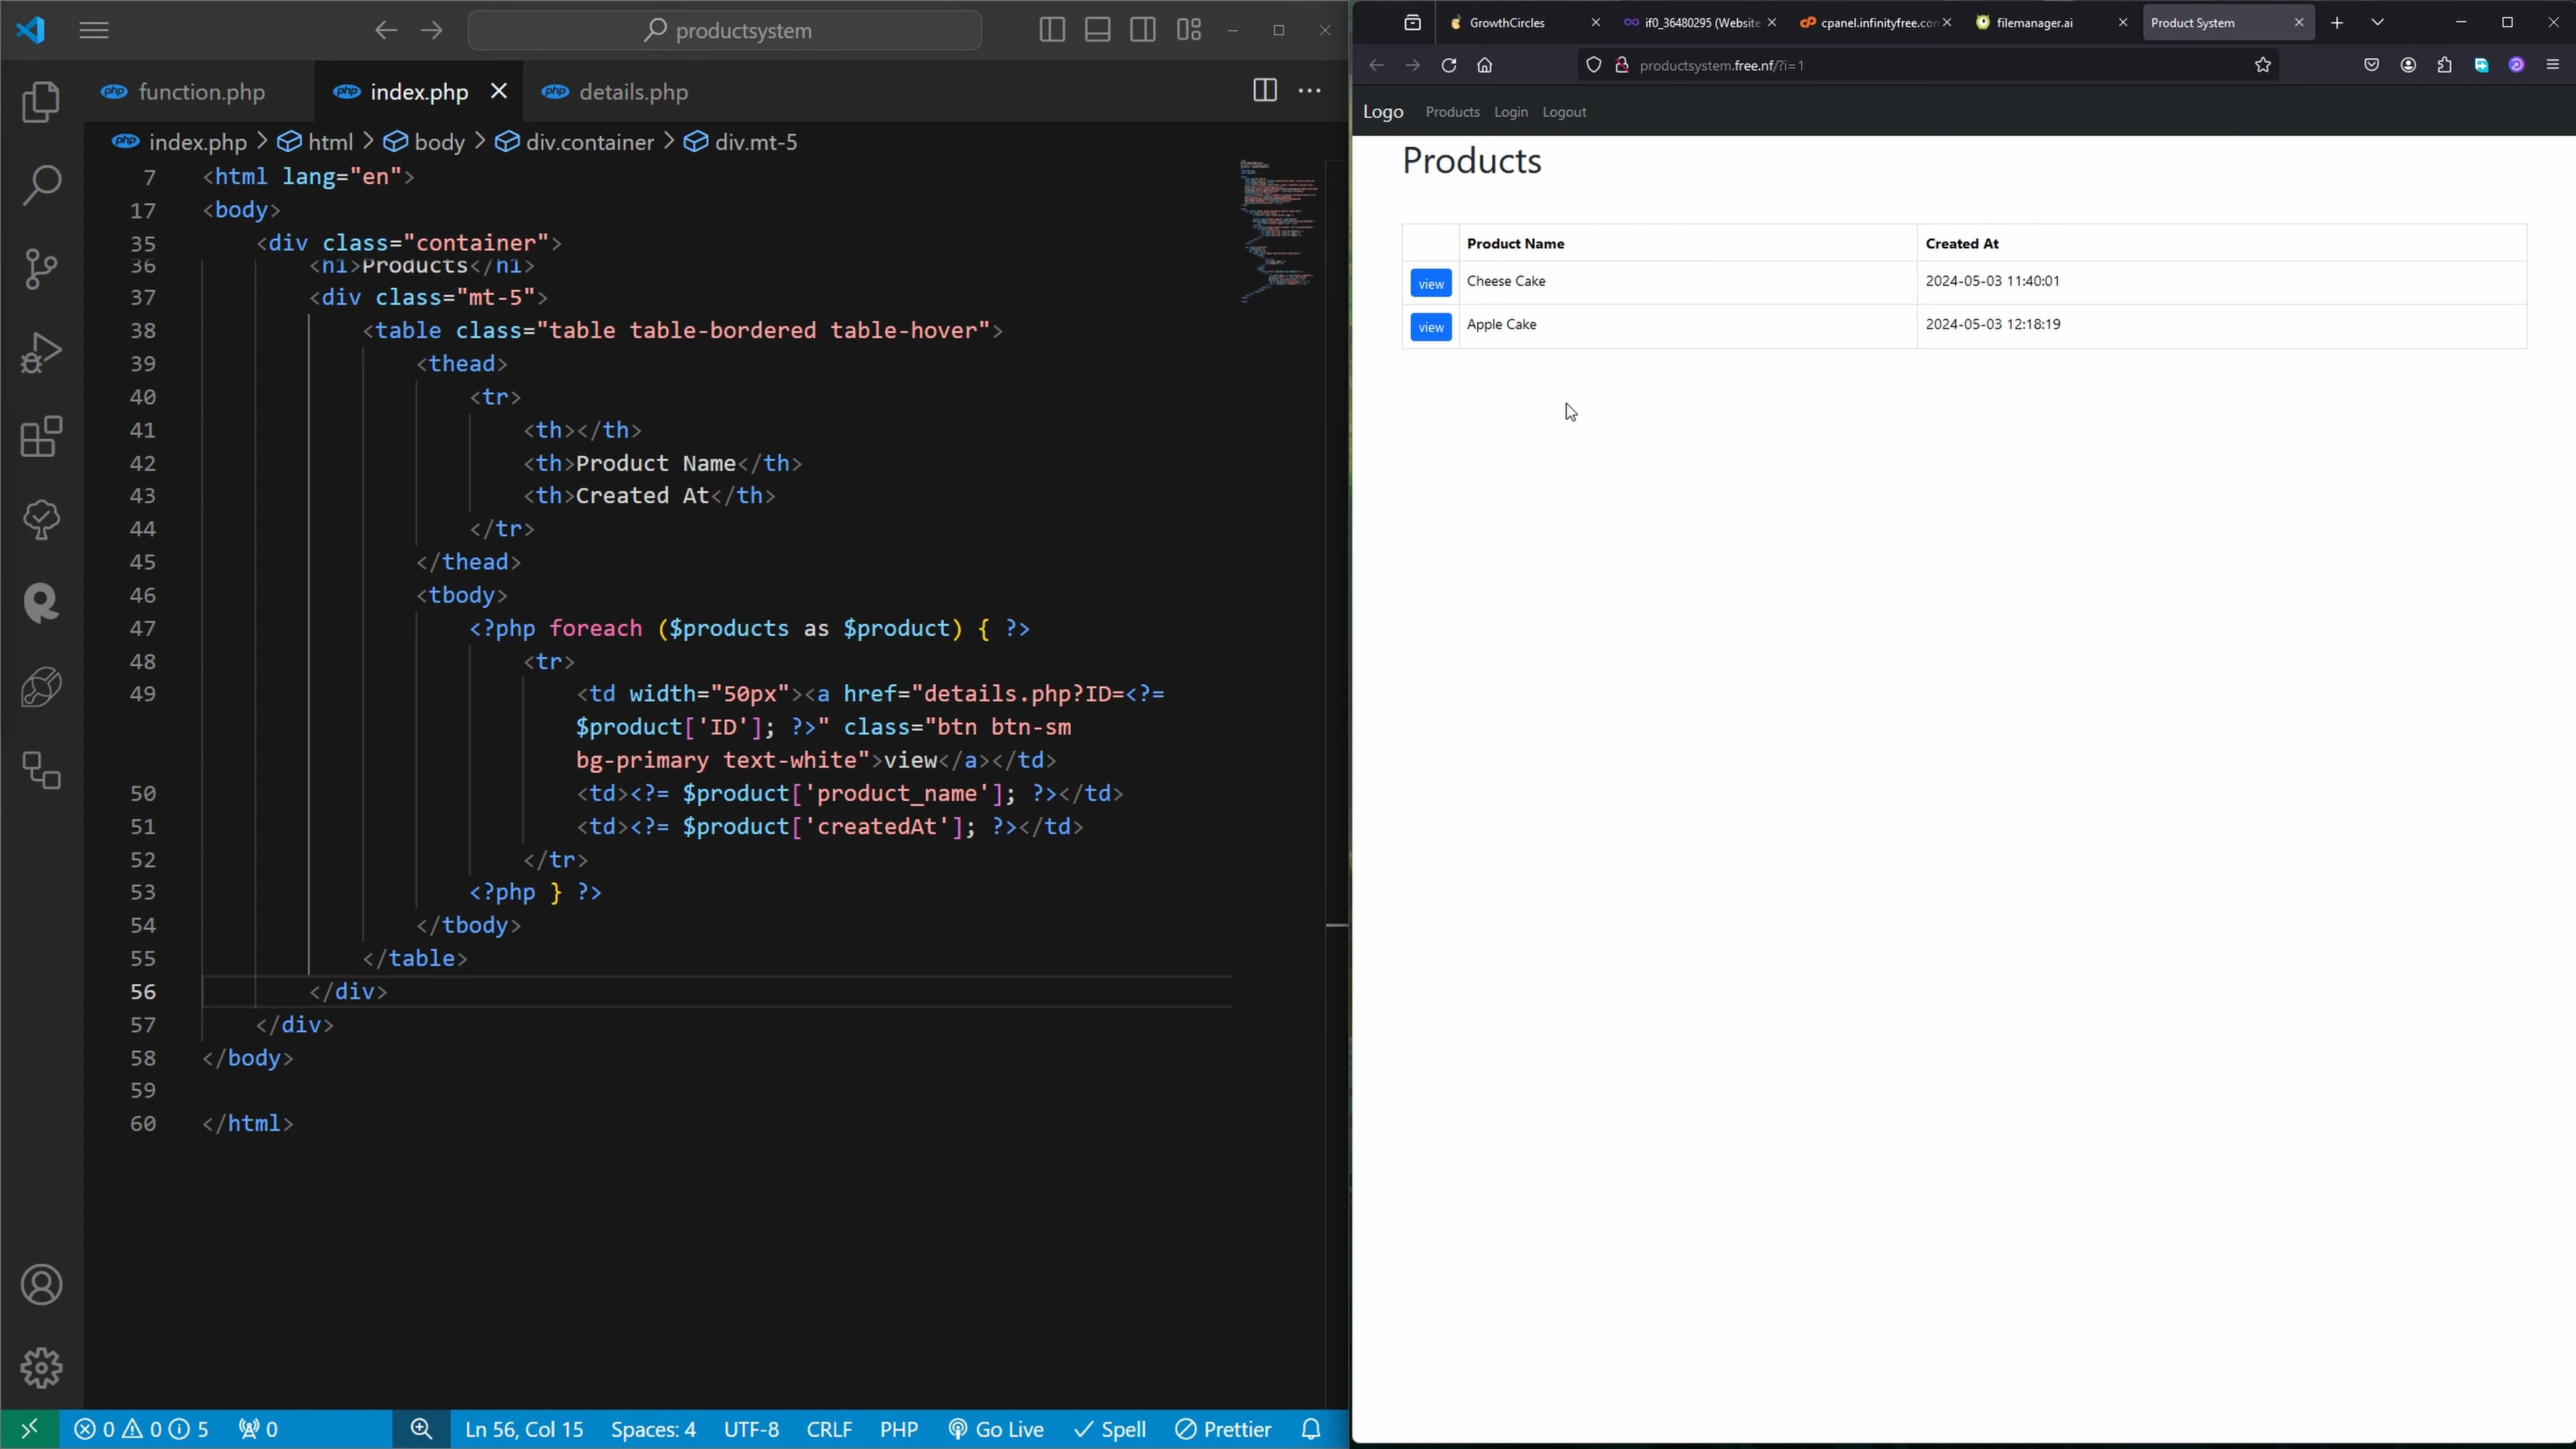 productsystem
function.php
index.php
details.php
index.php > html > body > div.container > div.mt-5
7 <html lang="en">
17 <body>
35 <div class="container">
36 <h1>Products</h1>
37 <div class="mt-5">
38 <table class="table table-bordered table-hover">
39 <thead>
40 <tr>
41 <th></th>
42 <th>Product Name</th>
43 <th>Created At</th>
44 </tr>
45 </thead>
46 <tbody>
47 <?php foreach ($products as $product) { ?>
48 <tr>
49 <td width="50px"><a href="details.php?ID=<?=
$product['ID']; ?>" class="btn btn-sm
bg-primary text-white">view</a></td>
50 <td><?= $product['product_name']; ?></td>
51 <td><?= $product['createdAt']; ?></td>
52 </tr>
53 <?php } ?>
54 </tbody>
55 </table>
56 </div>
57 </div>
58 </body>
59
60 </html>
0 0 5 0 Ln 56, Col 15 Spaces: 4 UTF-8 CRLF PHP Go Live Spell Prettier
GrowthCircles
if0_36480295 (Website
cpanel.infinityfree.con
filemanager.ai
Product System
productsystem.free.nf/?i=1
Logo Products Login Logout
Products
Product Name Created At
view Cheese Cake 2024-05-03 11:40:01
view Apple Cake 2024-05-03 12:18:19